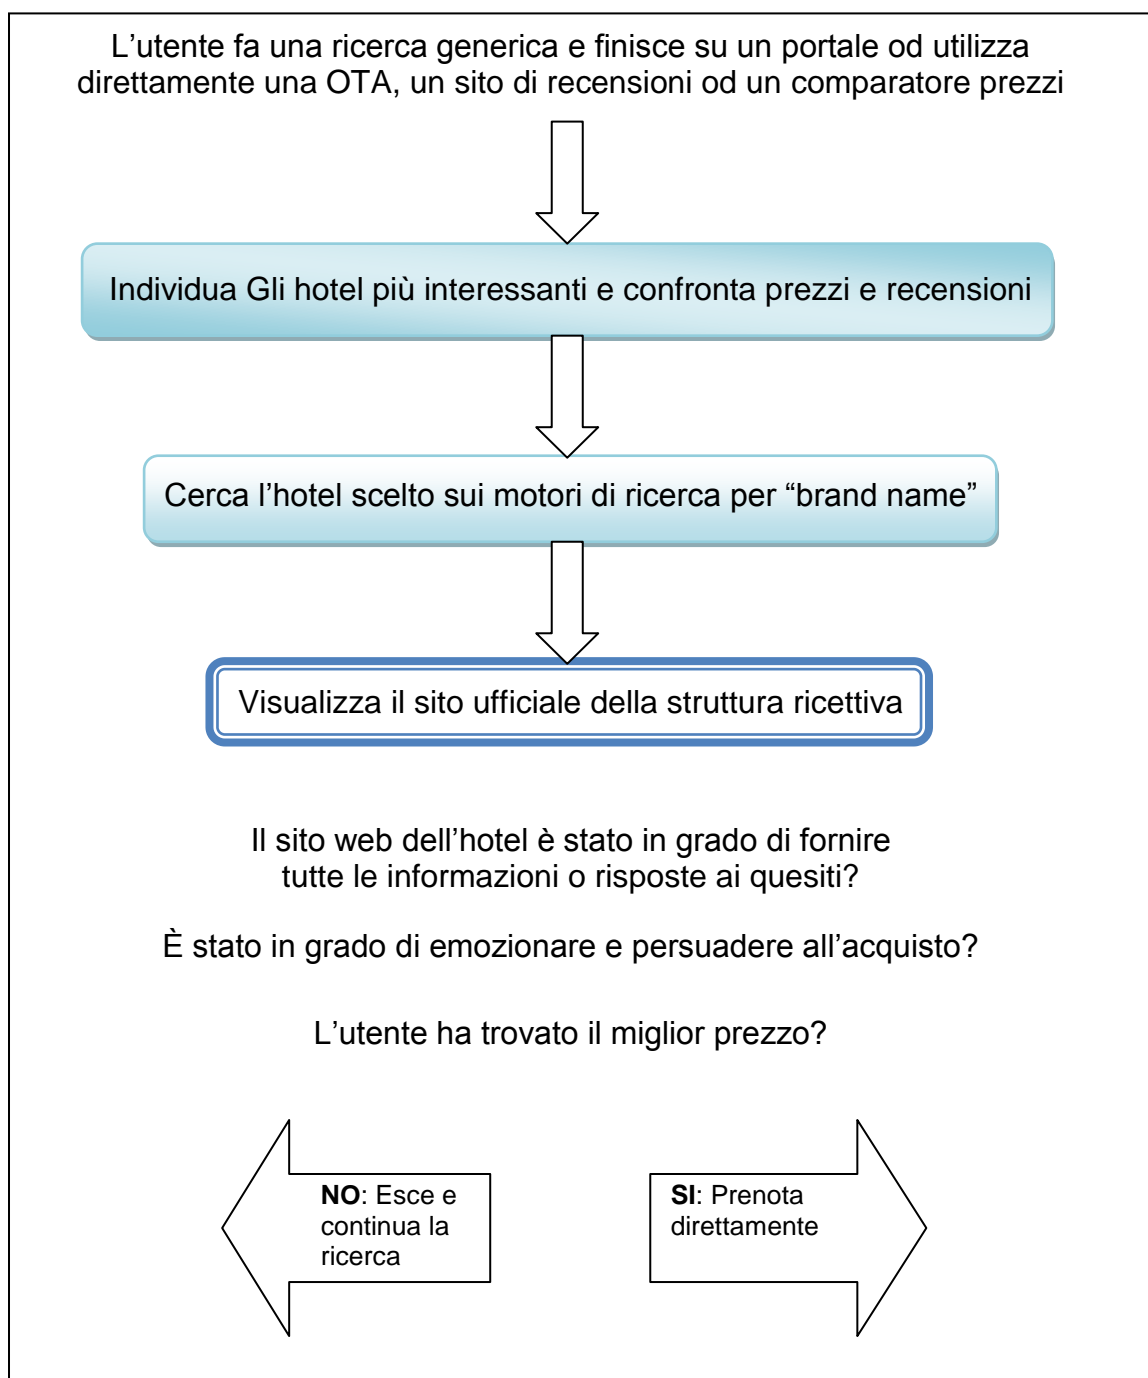 L’utente fa una ricerca generica e finisce su un portale od utilizza
direttamente una OTA, un sito di recensioni od un comparatore prezzi
Individua Gli hotel più interessanti e confronta prezzi e recensioni
Cerca l’hotel scelto sui motori di ricerca per “brand name”
Visualizza il sito ufficiale della struttura ricettiva
Il sito web dell’hotel è stato in grado di fornire
tutte le informazioni o risposte ai quesiti?
È stato in grado di emozionare e persuadere all’acquisto?
L’utente ha trovato il miglior prezzo?
NO: Esce e
continua la
ricerca
SI: Prenota
direttamente